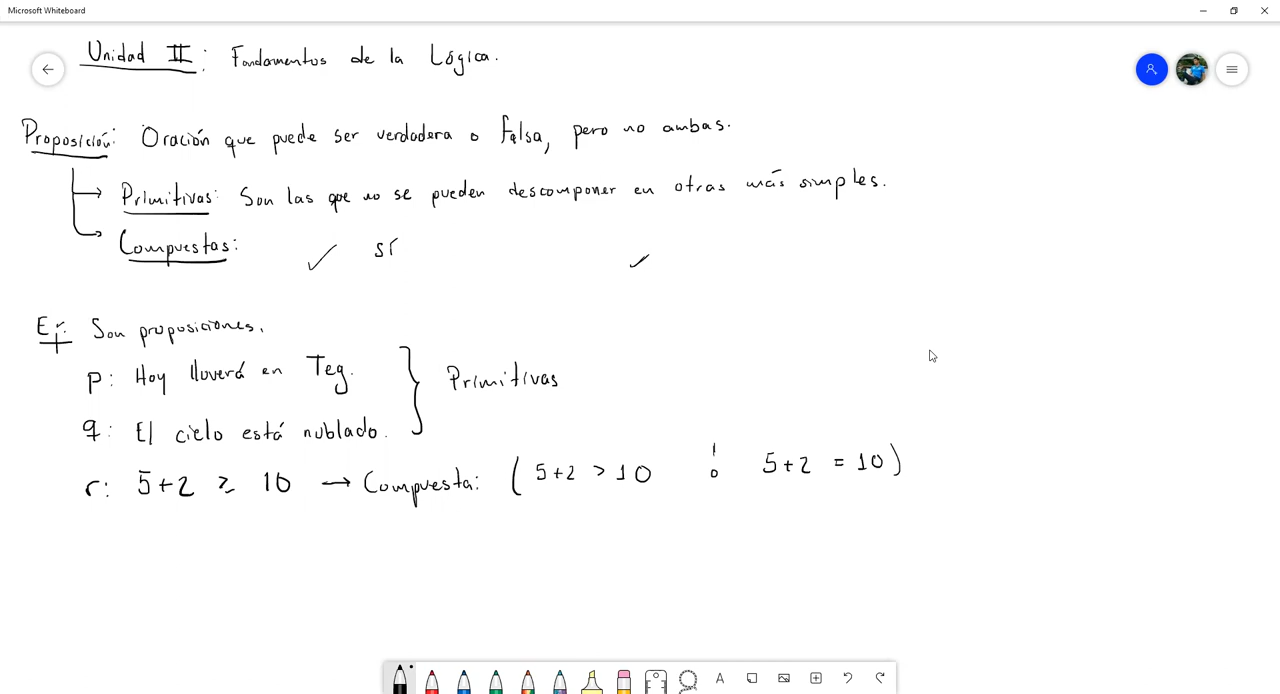 Microsoft Whiteboard
Unidad II: Fundamentos de la Lógica.
Proposición: Oración que puede ser verdadera o falsa, pero no ambas.
Primitivas: Son las que no se pueden descomponer en otras más simples.
Compuestas: ✓ SÍ ✓
Ej: Son proposiciones.
p: Hoy lloverá en Teg.
Primitivas
q: El cielo está nublado.
r: 5+2 ≥ 10 → Compuesta: (5+2 > 10 ó 5+2 = 10)
A